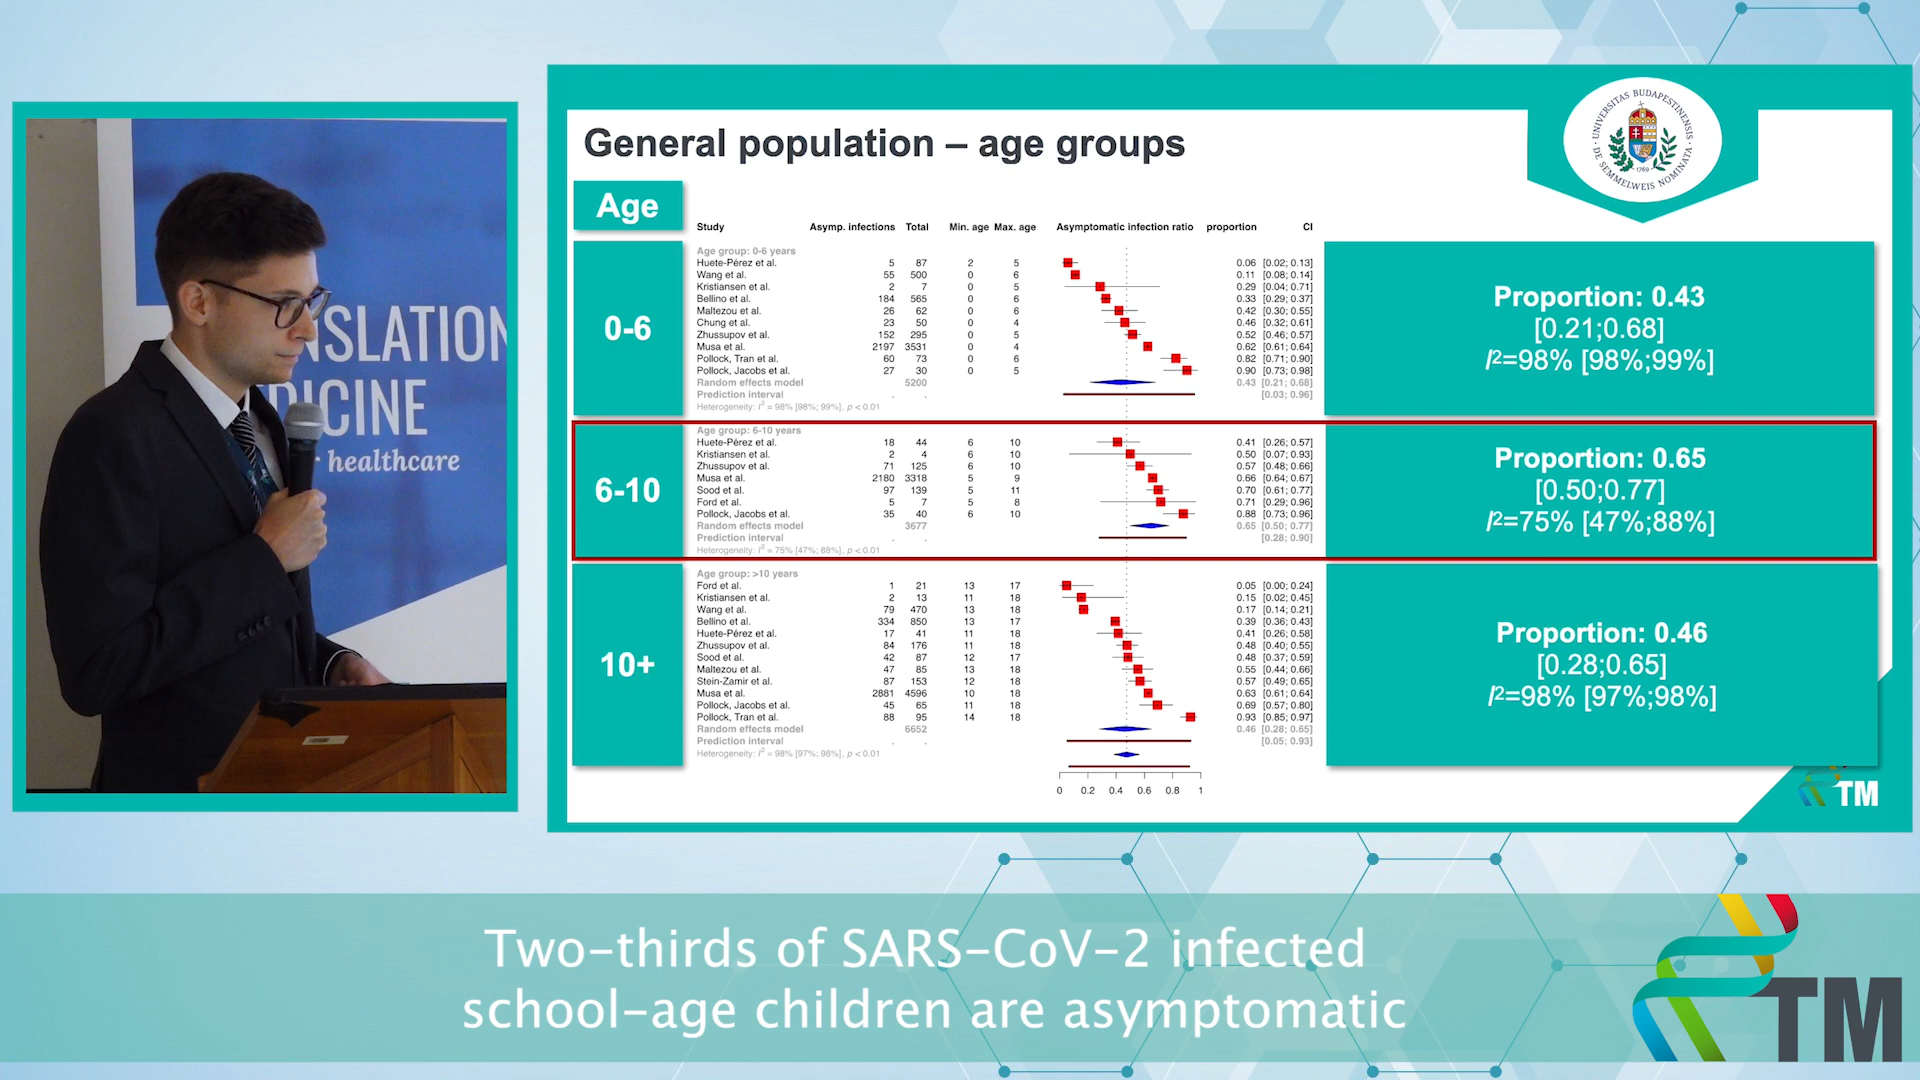 NSLATION
DICINE
r healthcare
General population – age groups
UNIVERSITAS BUDAPESTINENSIS
DE SEMMELWEIS NOMINATA
1769
Age
Study Asymp. infections Total Min. age Max. age Asymptomatic infection ratio proportion CI
0-6
Age group: 0-6 years
Huete-Pérez et al. 5 87 2 5 0.06 [0.02; 0.13]
Wang et al. 55 500 0 6 0.11 [0.08; 0.14]
Kristiansen et al. 2 7 0 5 0.29 [0.04; 0.71]
Bellino et al. 184 565 0 6 0.33 [0.29; 0.37]
Maltezou et al. 26 62 0 6 0.42 [0.30; 0.55]
Chung et al. 23 50 0 4 0.46 [0.32; 0.61]
Zhussupov et al. 152 295 0 5 0.52 [0.46; 0.57]
Musa et al. 2197 3531 0 4 0.62 [0.61; 0.64]
Pollock, Tran et al. 60 73 0 6 0.82 [0.71; 0.90]
Pollock, Jacobs et al. 27 30 0 5 0.90 [0.73; 0.98]
Random effects model 5200 0.43 [0.21; 0.68]
Prediction interval . . [0.03; 0.96]
Heterogeneity: I² = 98% [98%; 99%], p < 0.01
Proportion: 0.43
[0.21;0.68]
I²=98% [98%;99%]
6-10
Age group: 6-10 years
Huete-Pérez et al. 18 44 6 10 0.41 [0.26; 0.57]
Kristiansen et al. 2 4 6 10 0.50 [0.07; 0.93]
Zhussupov et al. 71 125 6 10 0.57 [0.48; 0.66]
Musa et al. 2180 3318 5 9 0.66 [0.64; 0.67]
Sood et al. 97 139 5 11 0.70 [0.61; 0.77]
Ford et al. 5 7 5 8 0.71 [0.29; 0.96]
Pollock, Jacobs et al. 35 40 6 10 0.88 [0.73; 0.96]
Random effects model 3677 0.65 [0.50; 0.77]
Prediction interval . . [0.28; 0.90]
Heterogeneity: I² = 75% [47%; 88%], p < 0.01
Proportion: 0.65
[0.50;0.77]
I²=75% [47%;88%]
10+
Age group: >10 years
Ford et al. 1 21 13 17 0.05 [0.00; 0.24]
Kristiansen et al. 2 13 11 18 0.15 [0.02; 0.45]
Wang et al. 79 470 13 18 0.17 [0.14; 0.21]
Bellino et al. 334 850 13 17 0.39 [0.36; 0.43]
Huete-Pérez et al. 17 41 11 18 0.41 [0.26; 0.58]
Zhussupov et al. 84 176 11 18 0.48 [0.40; 0.55]
Sood et al. 42 87 12 17 0.48 [0.37; 0.59]
Maltezou et al. 47 85 13 18 0.55 [0.44; 0.66]
Stein-Zamir et al. 87 153 12 18 0.57 [0.49; 0.65]
Musa et al. 2881 4596 10 18 0.63 [0.61; 0.64]
Pollock, Jacobs et al. 45 65 11 18 0.69 [0.57; 0.80]
Pollock, Tran et al. 88 95 14 18 0.93 [0.85; 0.97]
Random effects model 6652 0.46 [0.28; 0.65]
Prediction interval . . [0.05; 0.93]
Heterogeneity: I² = 98% [97%; 98%], p < 0.01
0 0.2 0.4 0.6 0.8 1
Proportion: 0.46
[0.28;0.65]
I²=98% [97%;98%]
TM
Two-thirds of SARS-CoV-2 infected
school-age children are asymptomatic
TM